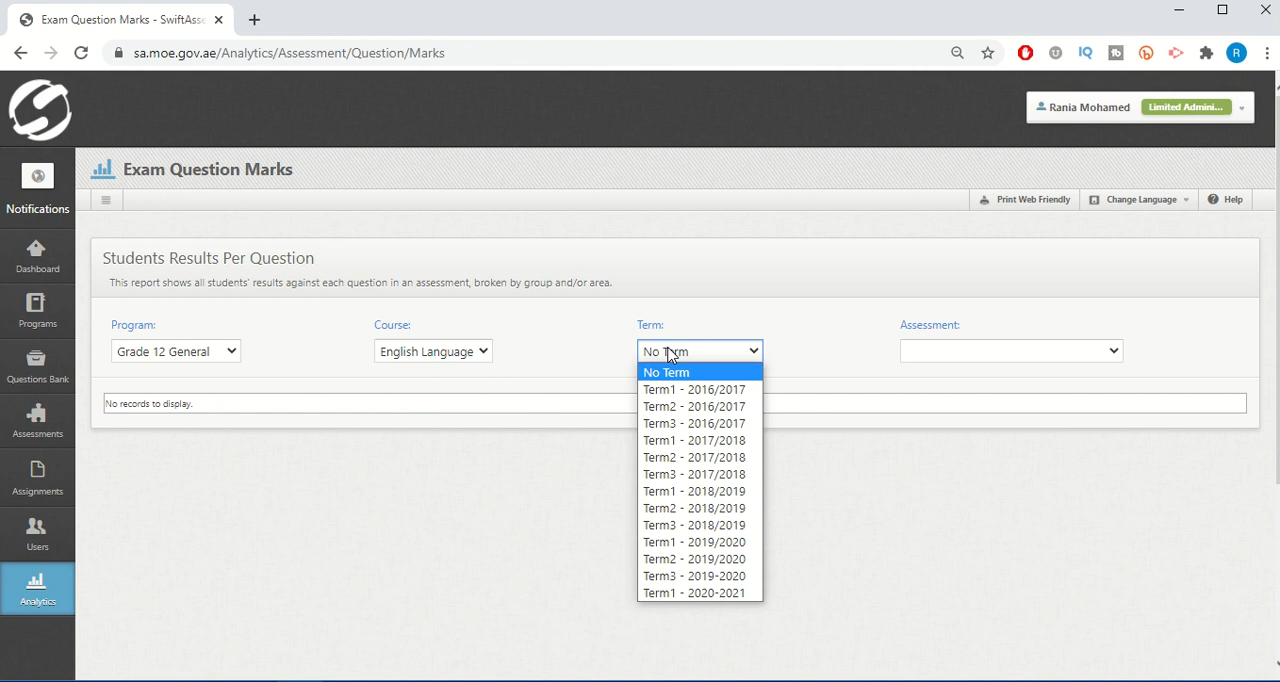 Exam Question Marks - SwiftAsse
sa.moe.gov.ae/Analytics/Assessment/Question/Marks
IQ
tb
R
Rania Mohamed
Limited Admini...
Notifications
Dashboard
Programs
Questions Bank
Assessments
Assignments
Users
Analytics
Exam Question Marks
Print Web Friendly
Change Language
Help
Students Results Per Question
This report shows all students' results against each question in an assessment, broken by group and/or area.
Program:
Course:
Term:
Assessment:
Grade 12 General
English Language
No Term
No Term
Term1 - 2016/2017
Term2 - 2016/2017
Term3 - 2016/2017
Term1 - 2017/2018
Term2 - 2017/2018
Term3 - 2017/2018
Term1 - 2018/2019
Term2 - 2018/2019
Term3 - 2018/2019
Term1 - 2019/2020
Term2 - 2019/2020
Term3 - 2019-2020
Term1 - 2020-2021
No records to display.